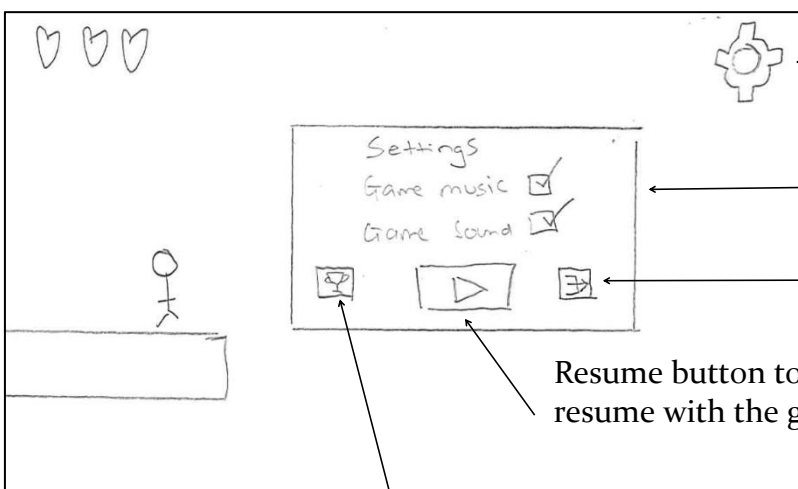 Settings
Game music
Game sound
Resume button to
resume with the g